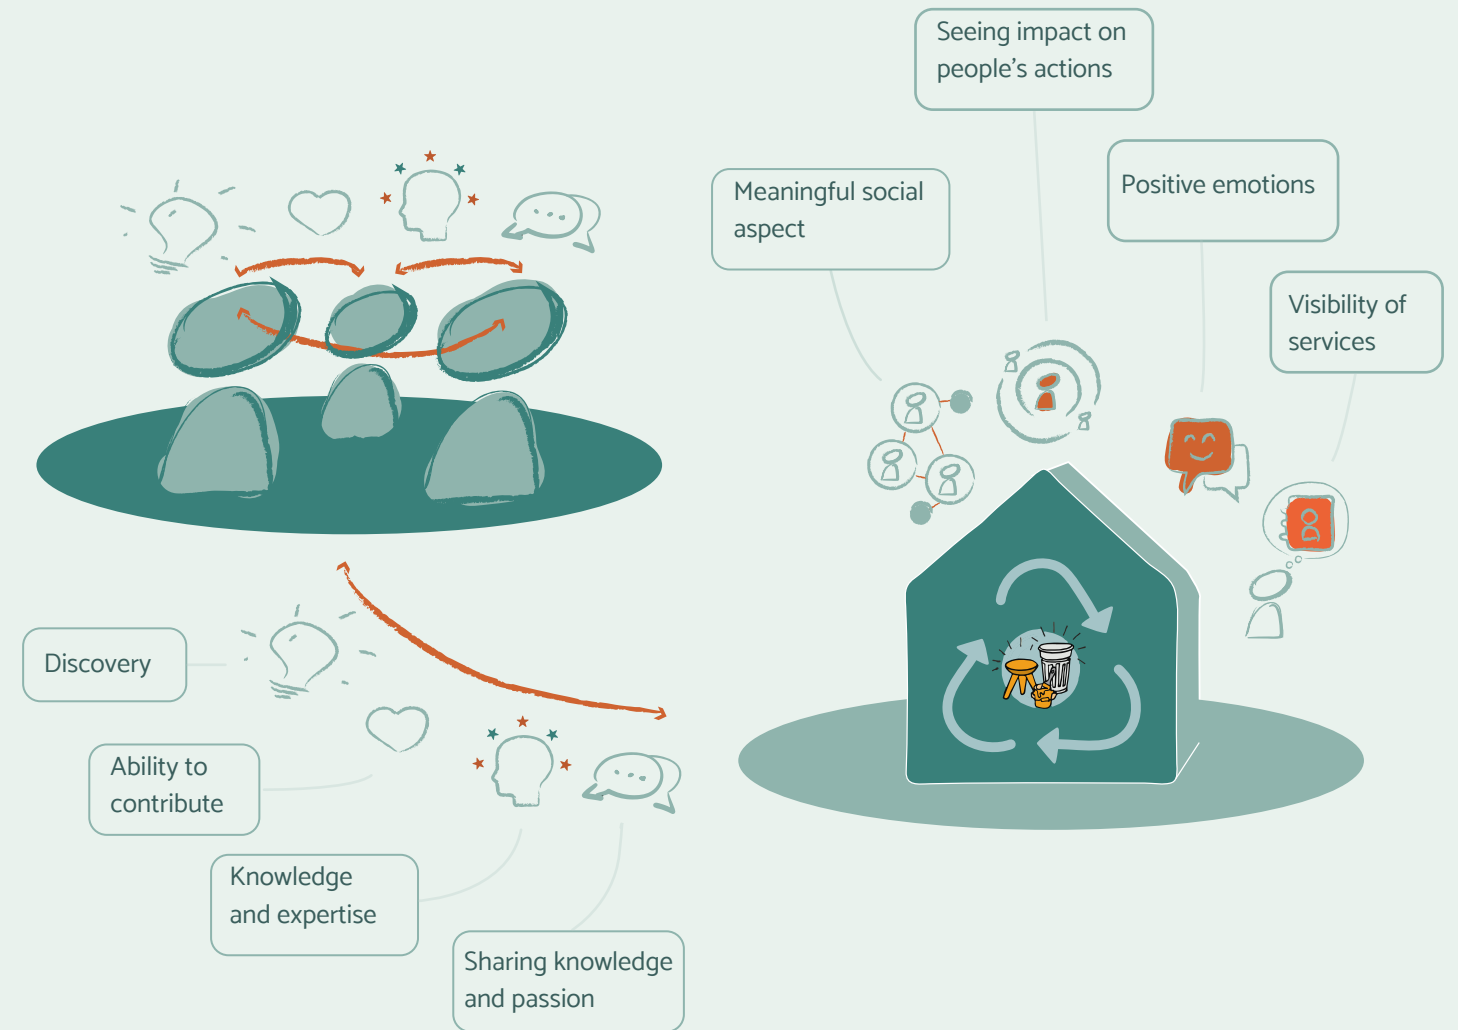 Seeing impact on
people’s actions
Positive emotions
Meaningful social
aspect
Visibility of
services
Discovery
Ability to
contribute
Knowledge
and expertise
Sharing knowledge
and passion